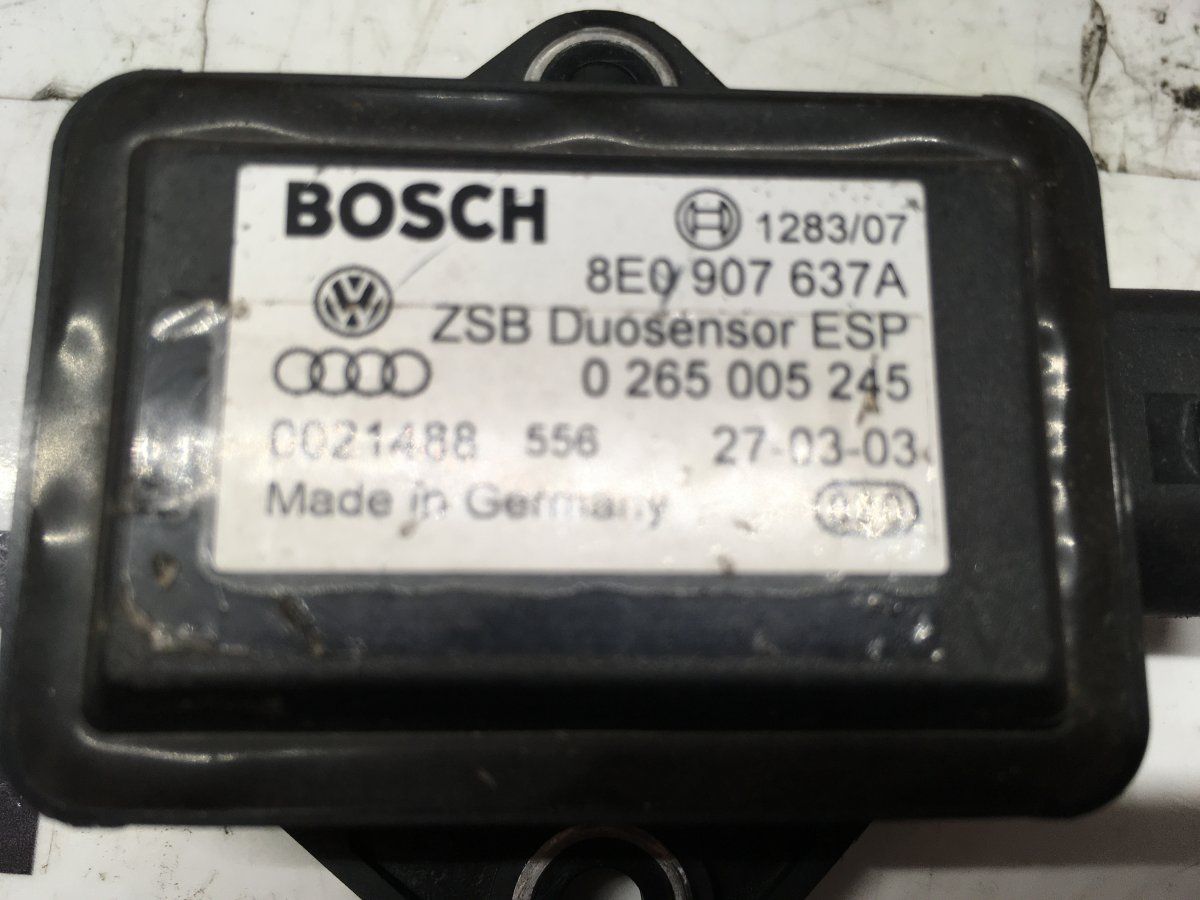 BOSCH
1283/07
8E0 907 637A
ZSB Duosensor ESP
0 265 005 245
0021488 556 27-03-03
Made in Germany